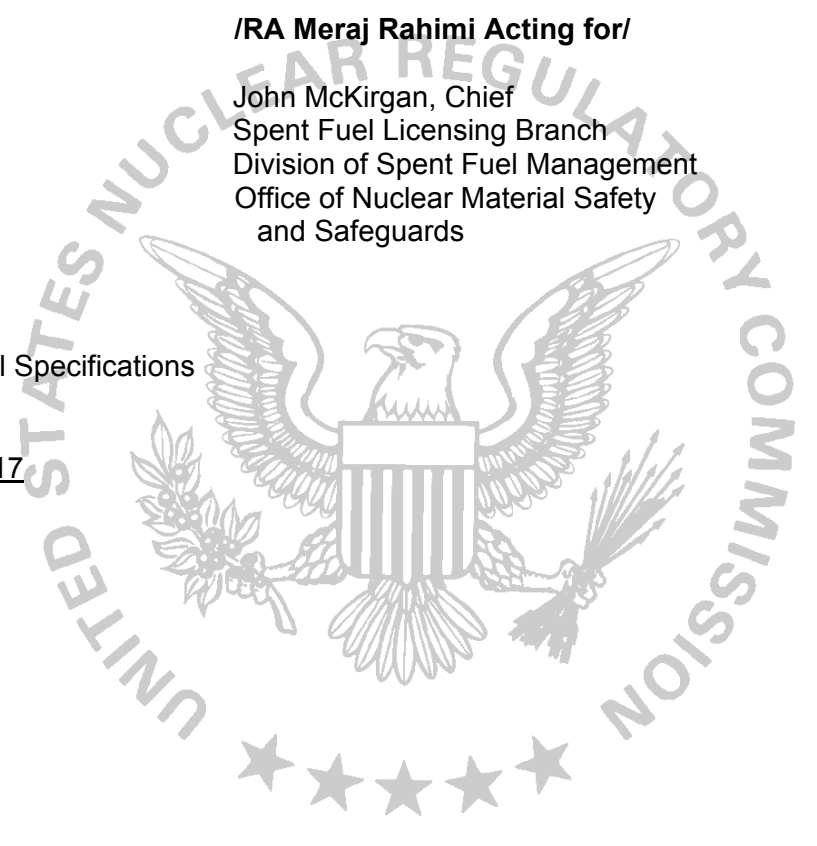 /RA Meraj Rahimi Acting for/
John McKirgan, Chief
Spent Fuel Licensing Branch
Division of Spent Fuel Management
Office of Nuclear Material Safety
and Safeguards
l Specifications
17
UNITED STATES NUCLEAR REGULATORY COMMISSION